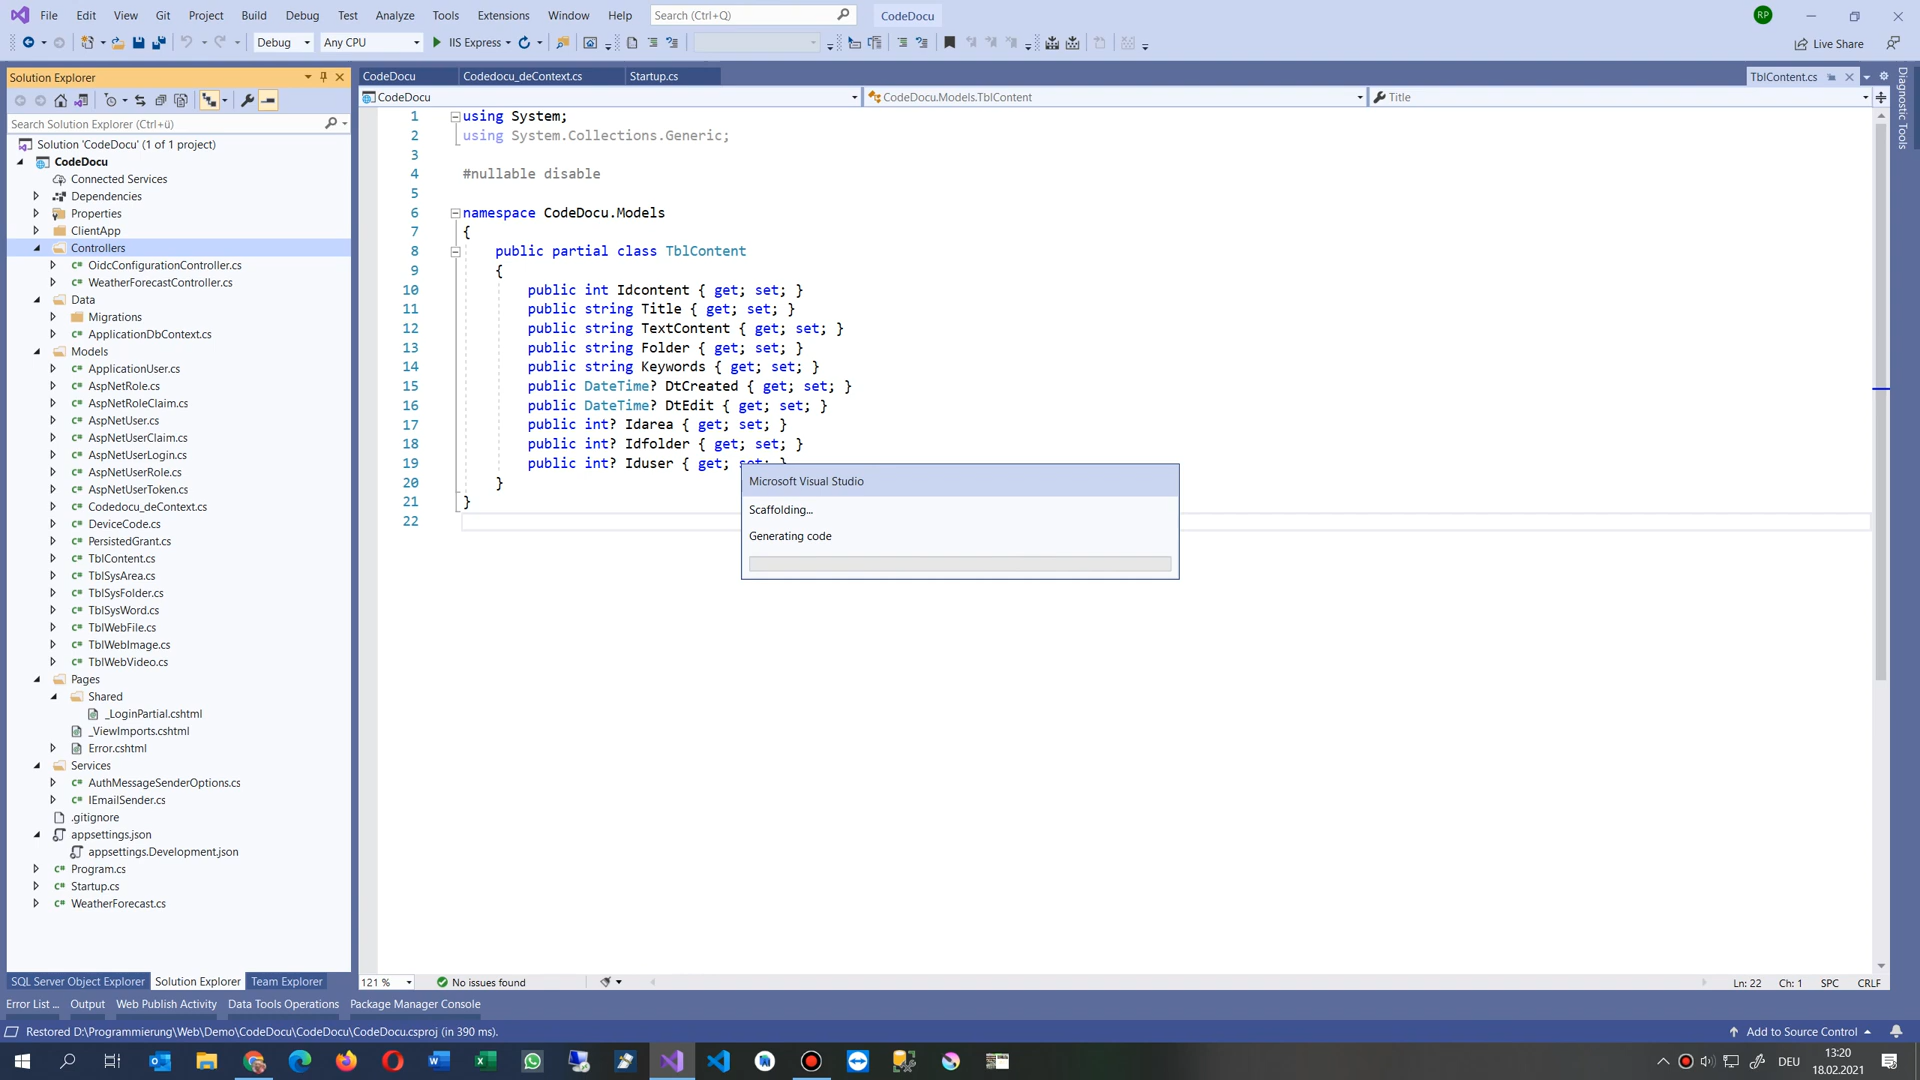 File Edit View Git Project Build Debug Test Analyze Tools Extensions Window Help Search (Ctrl+Q) CodeDocu RP
Debug Any CPU IIS Express Live Share
Solution Explorer
Search Solution Explorer (Ctrl+ü)
Solution 'CodeDocu' (1 of 1 project)
CodeDocu
Connected Services
Dependencies
Properties
ClientApp
Controllers
OidcConfigurationController.cs
WeatherForecastController.cs
Data
Migrations
ApplicationDbContext.cs
Models
ApplicationUser.cs
AspNetRole.cs
AspNetRoleClaim.cs
AspNetUser.cs
AspNetUserClaim.cs
AspNetUserLogin.cs
AspNetUserRole.cs
AspNetUserToken.cs
Codedocu_deContext.cs
DeviceCode.cs
PersistedGrant.cs
TblContent.cs
TblSysArea.cs
TblSysFolder.cs
TblSysWord.cs
TblWebFile.cs
TblWebImage.cs
TblWebVideo.cs
Pages
Shared
_LoginPartial.cshtml
_ViewImports.cshtml
Error.cshtml
Services
AuthMessageSenderOptions.cs
IEmailSender.cs
.gitignore
appsettings.json
appsettings.Development.json
Program.cs
Startup.cs
WeatherForecast.cs
SQL Server Object Explorer Solution Explorer Team Explorer
CodeDocu Codedocu_deContext.cs Startup.cs TblContent.cs
CodeDocu CodeDocu.Models.TblContent Title
Diagnostic Tools
1 using System;
2 using System.Collections.Generic;
3
4 #nullable disable
5
6 namespace CodeDocu.Models
7 {
8 public partial class TblContent
9 {
10 public int Idcontent { get; set; }
11 public string Title { get; set; }
12 public string TextContent { get; set; }
13 public string Folder { get; set; }
14 public string Keywords { get; set; }
15 public DateTime? DtCreated { get; set; }
16 public DateTime? DtEdit { get; set; }
17 public int? Idarea { get; set; }
18 public int? Idfolder { get; set; }
19 public int? Iduser { get; set; }
20 }
21 }
22
Microsoft Visual Studio
Scaffolding...
Generating code
121 % No issues found Ln: 22 Ch: 1 SPC CRLF
Error List ... Output Web Publish Activity Data Tools Operations Package Manager Console
Restored D:\Programmierung\Web\Demo\CodeDocu\CodeDocu\CodeDocu.csproj (in 390 ms). Add to Source Control
DEU
13:20
18.02.2021